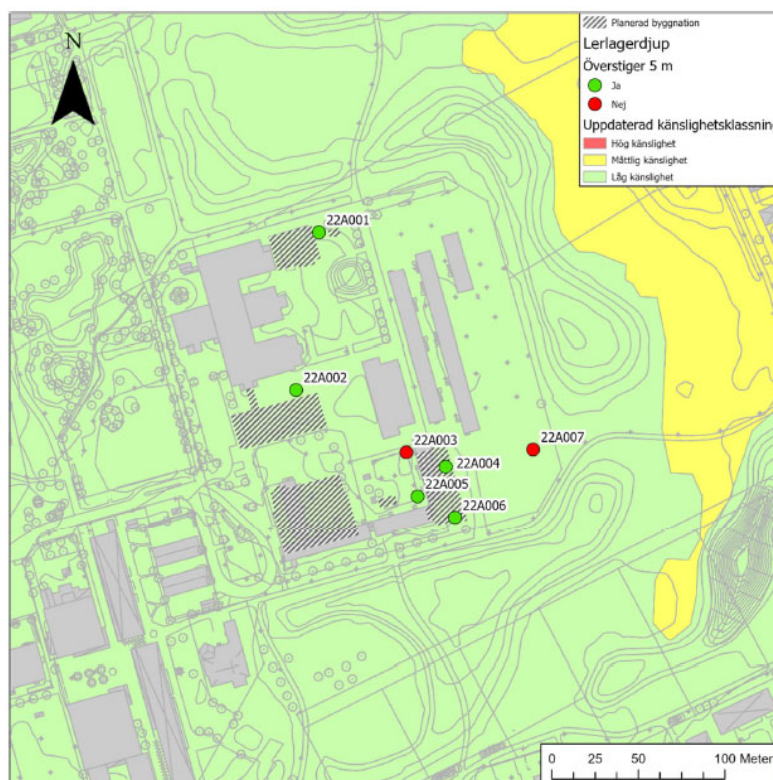 N
Planerad byggnation
Lerlagerdjup
Överstiger 5 m
Ja
Nej
Uppdaterad känslighetsklassning
Hög känslighet
Måttlig känslighet
Låg känslighet
22A001
22A002
22A003
22A007
22A004
22A005
22A006
0 25 50 100 Meter